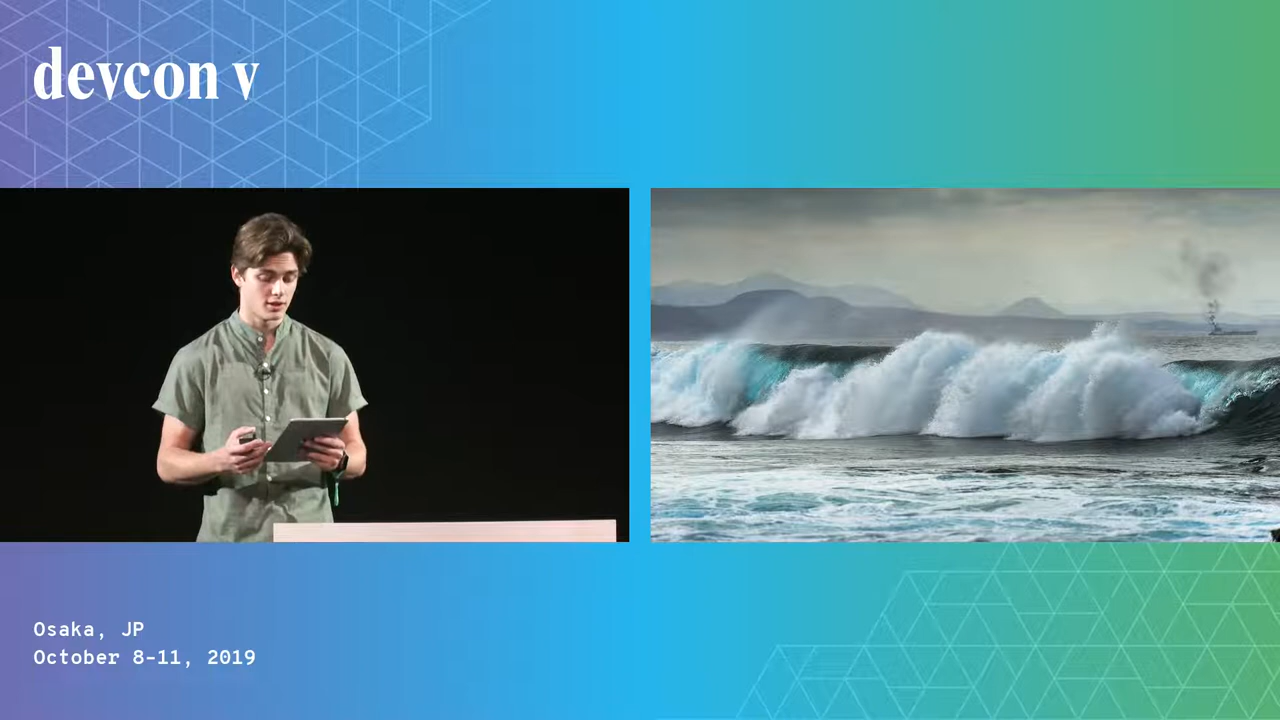 devcon v
Osaka, JP
October 8-11, 2019